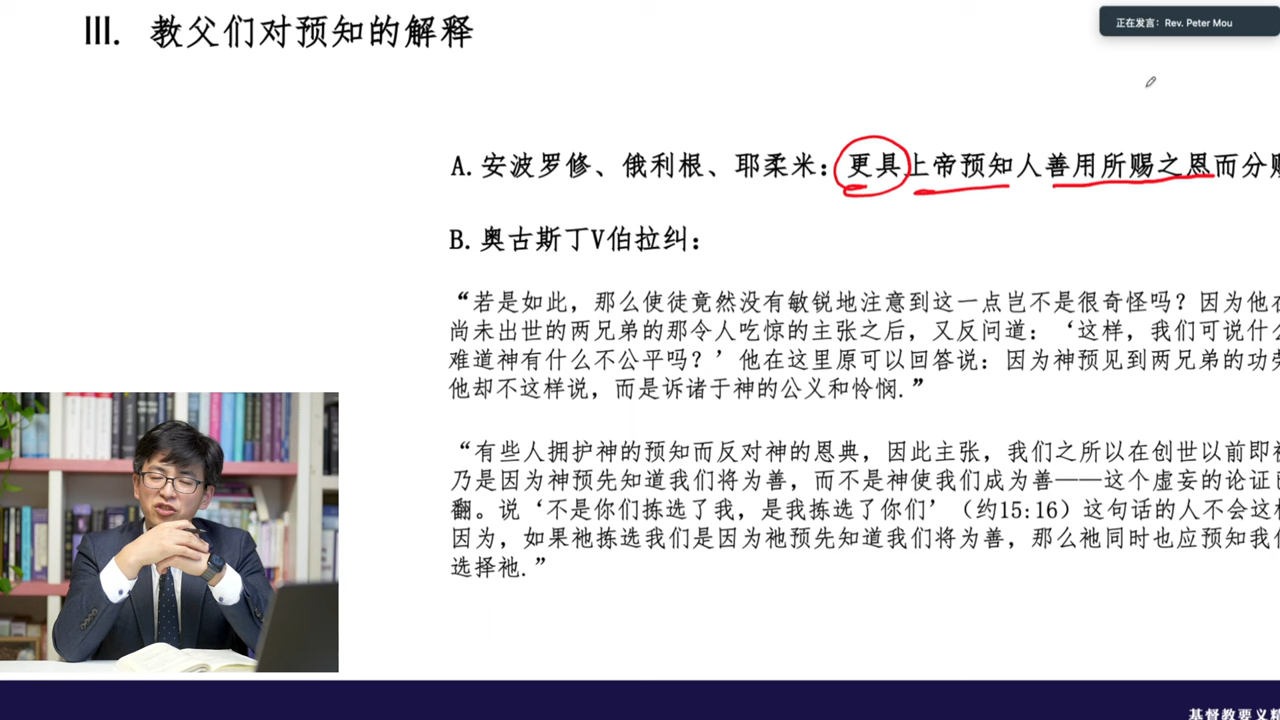 III. 教父们对预知的解释
正在发言：Rev. Peter Mou
A.安波罗修、俄利根、耶柔米：更具上帝预知人善用所赐之恩而分
B.奥古斯丁V伯拉纠：
“若是如此，那么使徒竟然没有敏锐地注意到这一点岂不是很奇怪吗？因为他在
尚未出世的两兄弟的那令人吃惊的主张之后，又反问道：‘这样，我们可说什么
难道神有什么不公平吗？’他在这里原可以回答说：因为神预见到两兄弟的功劳
他却不这样说，而是诉诸于神的公义和怜悯.”
“有些人拥护神的预知而反对神的恩典，因此主张，我们之所以在创世以前即被
乃是因为神预先知道我们将为善，而不是神使我们成为善——这个虚妄的论证已
翻。说‘不是你们拣选了我，是我拣选了你们’（约15:16）这句话的人不会这样
因为，如果祂拣选我们是因为祂预先知道我们将为善，那么祂同时也应预知我们
选择祂.”
基督教要义